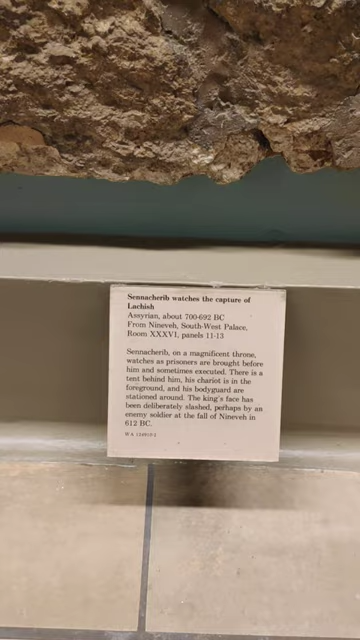 Sennacherib watches the capture of
Lachish
Assyrian, about 700-692 BC
From Nineveh, South-West Palace,
Room XXXVI, panels 11-13
Sennacherib, on a magnificent throne,
watches as prisoners are brought before
him and sometimes executed. There is a
tent behind him, his chariot is in the
foreground, and his bodyguard are
stationed around. The king's face has
been deliberately slashed, perhaps by an
enemy soldier at the fall of Nineveh in
612 BC.
WA